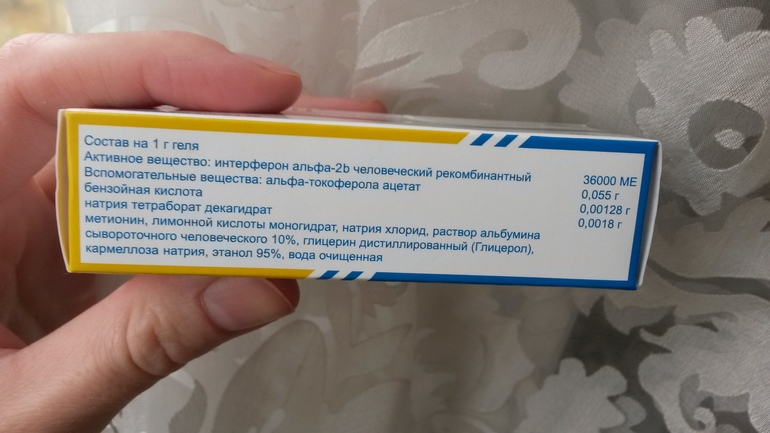 Состав на 1 г геля
Активное вещество: интерферон альфа-2b человеческий рекомбинантный 36000 МЕ
Вспомогательные вещества: альфа-токоферола ацетат 0,055 г
бензойная кислота 0,00128 г
натрия тетраборат декагидрат 0,0018 г
метионин, лимонной кислоты моногидрат, натрия хлорид, раствор альбумина
сывороточного человеческого 10%, глицерин дистиллированный (Глицерол),
кармеллоза натрия, этанол 95%, вода очищенная